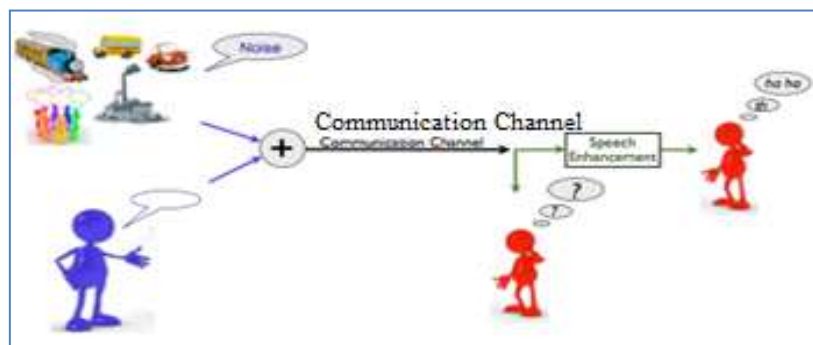 Noise
Communication Channel
Communication Channel
+
Speech
Enhancement
ha ha
?
?